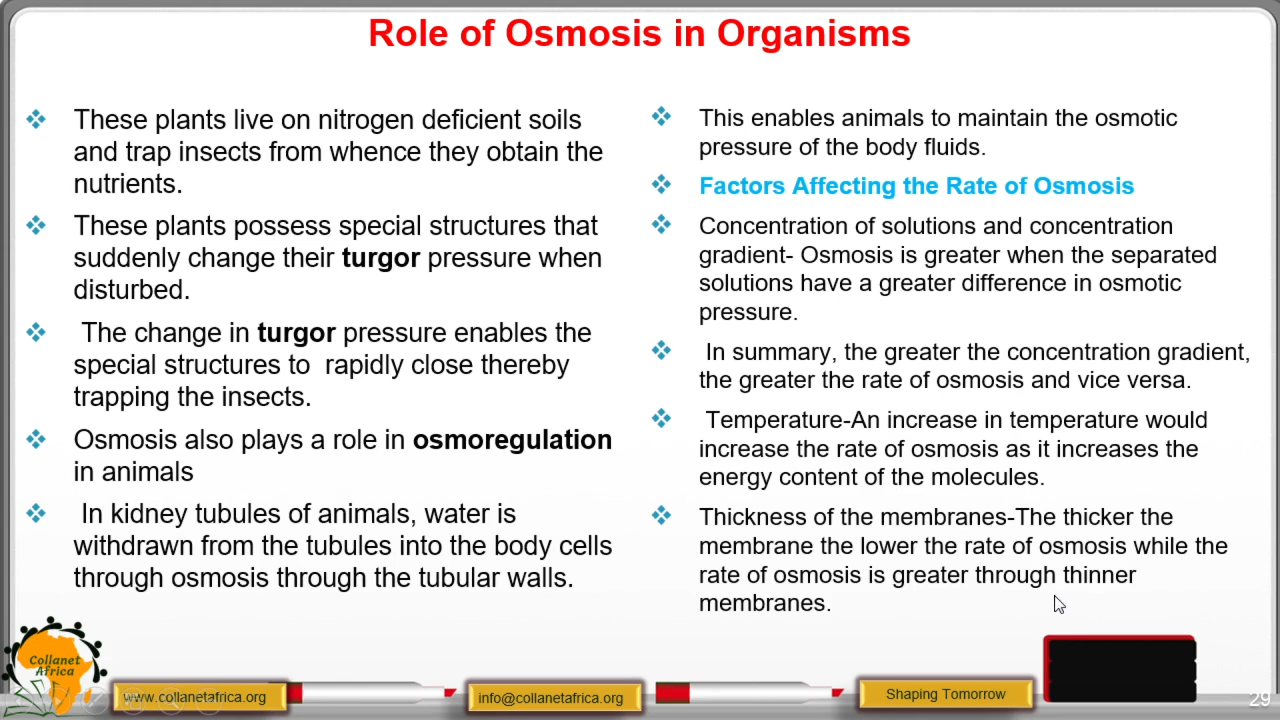 Role of Osmosis in Organisms
These plants live on nitrogen deficient soils
and trap insects from whence they obtain the
nutrients.
These plants possess special structures that
suddenly change their turgor pressure when
disturbed.
The change in turgor pressure enables the
special structures to rapidly close thereby
trapping the insects.
Osmosis also plays a role in osmoregulation
in animals
In kidney tubules of animals, water is
withdrawn from the tubules into the body cells
through osmosis through the tubular walls.
This enables animals to maintain the osmotic
pressure of the body fluids.
Factors Affecting the Rate of Osmosis
Concentration of solutions and concentration
gradient- Osmosis is greater when the separated
solutions have a greater difference in osmotic
pressure.
In summary, the greater the concentration gradient,
the greater the rate of osmosis and vice versa.
Temperature-An increase in temperature would
increase the rate of osmosis as it increases the
energy content of the molecules.
Thickness of the membranes-The thicker the
membrane the lower the rate of osmosis while the
rate of osmosis is greater through thinner
membranes.
Collanet
Africa
www.collanetafrica.org
info@collanetafrica.org
Shaping Tomorrow
29